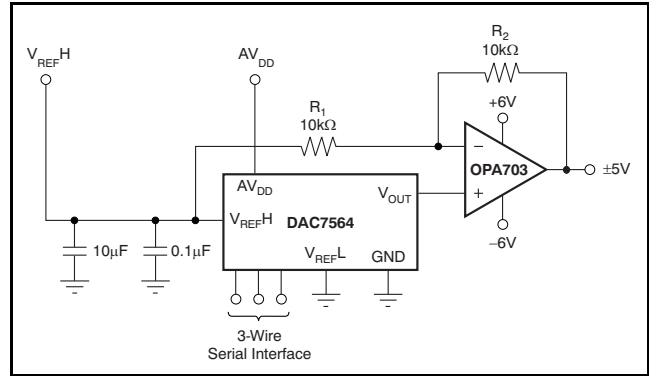 VREFH
AVDD
R1
10kΩ
R2
10kΩ
+6V
−
OPA703
+
±5V
−6V
AVDD
VREFH
DAC7564
VOUT
VREFL
GND
10µF
0.1µF
3-Wire
Serial Interface